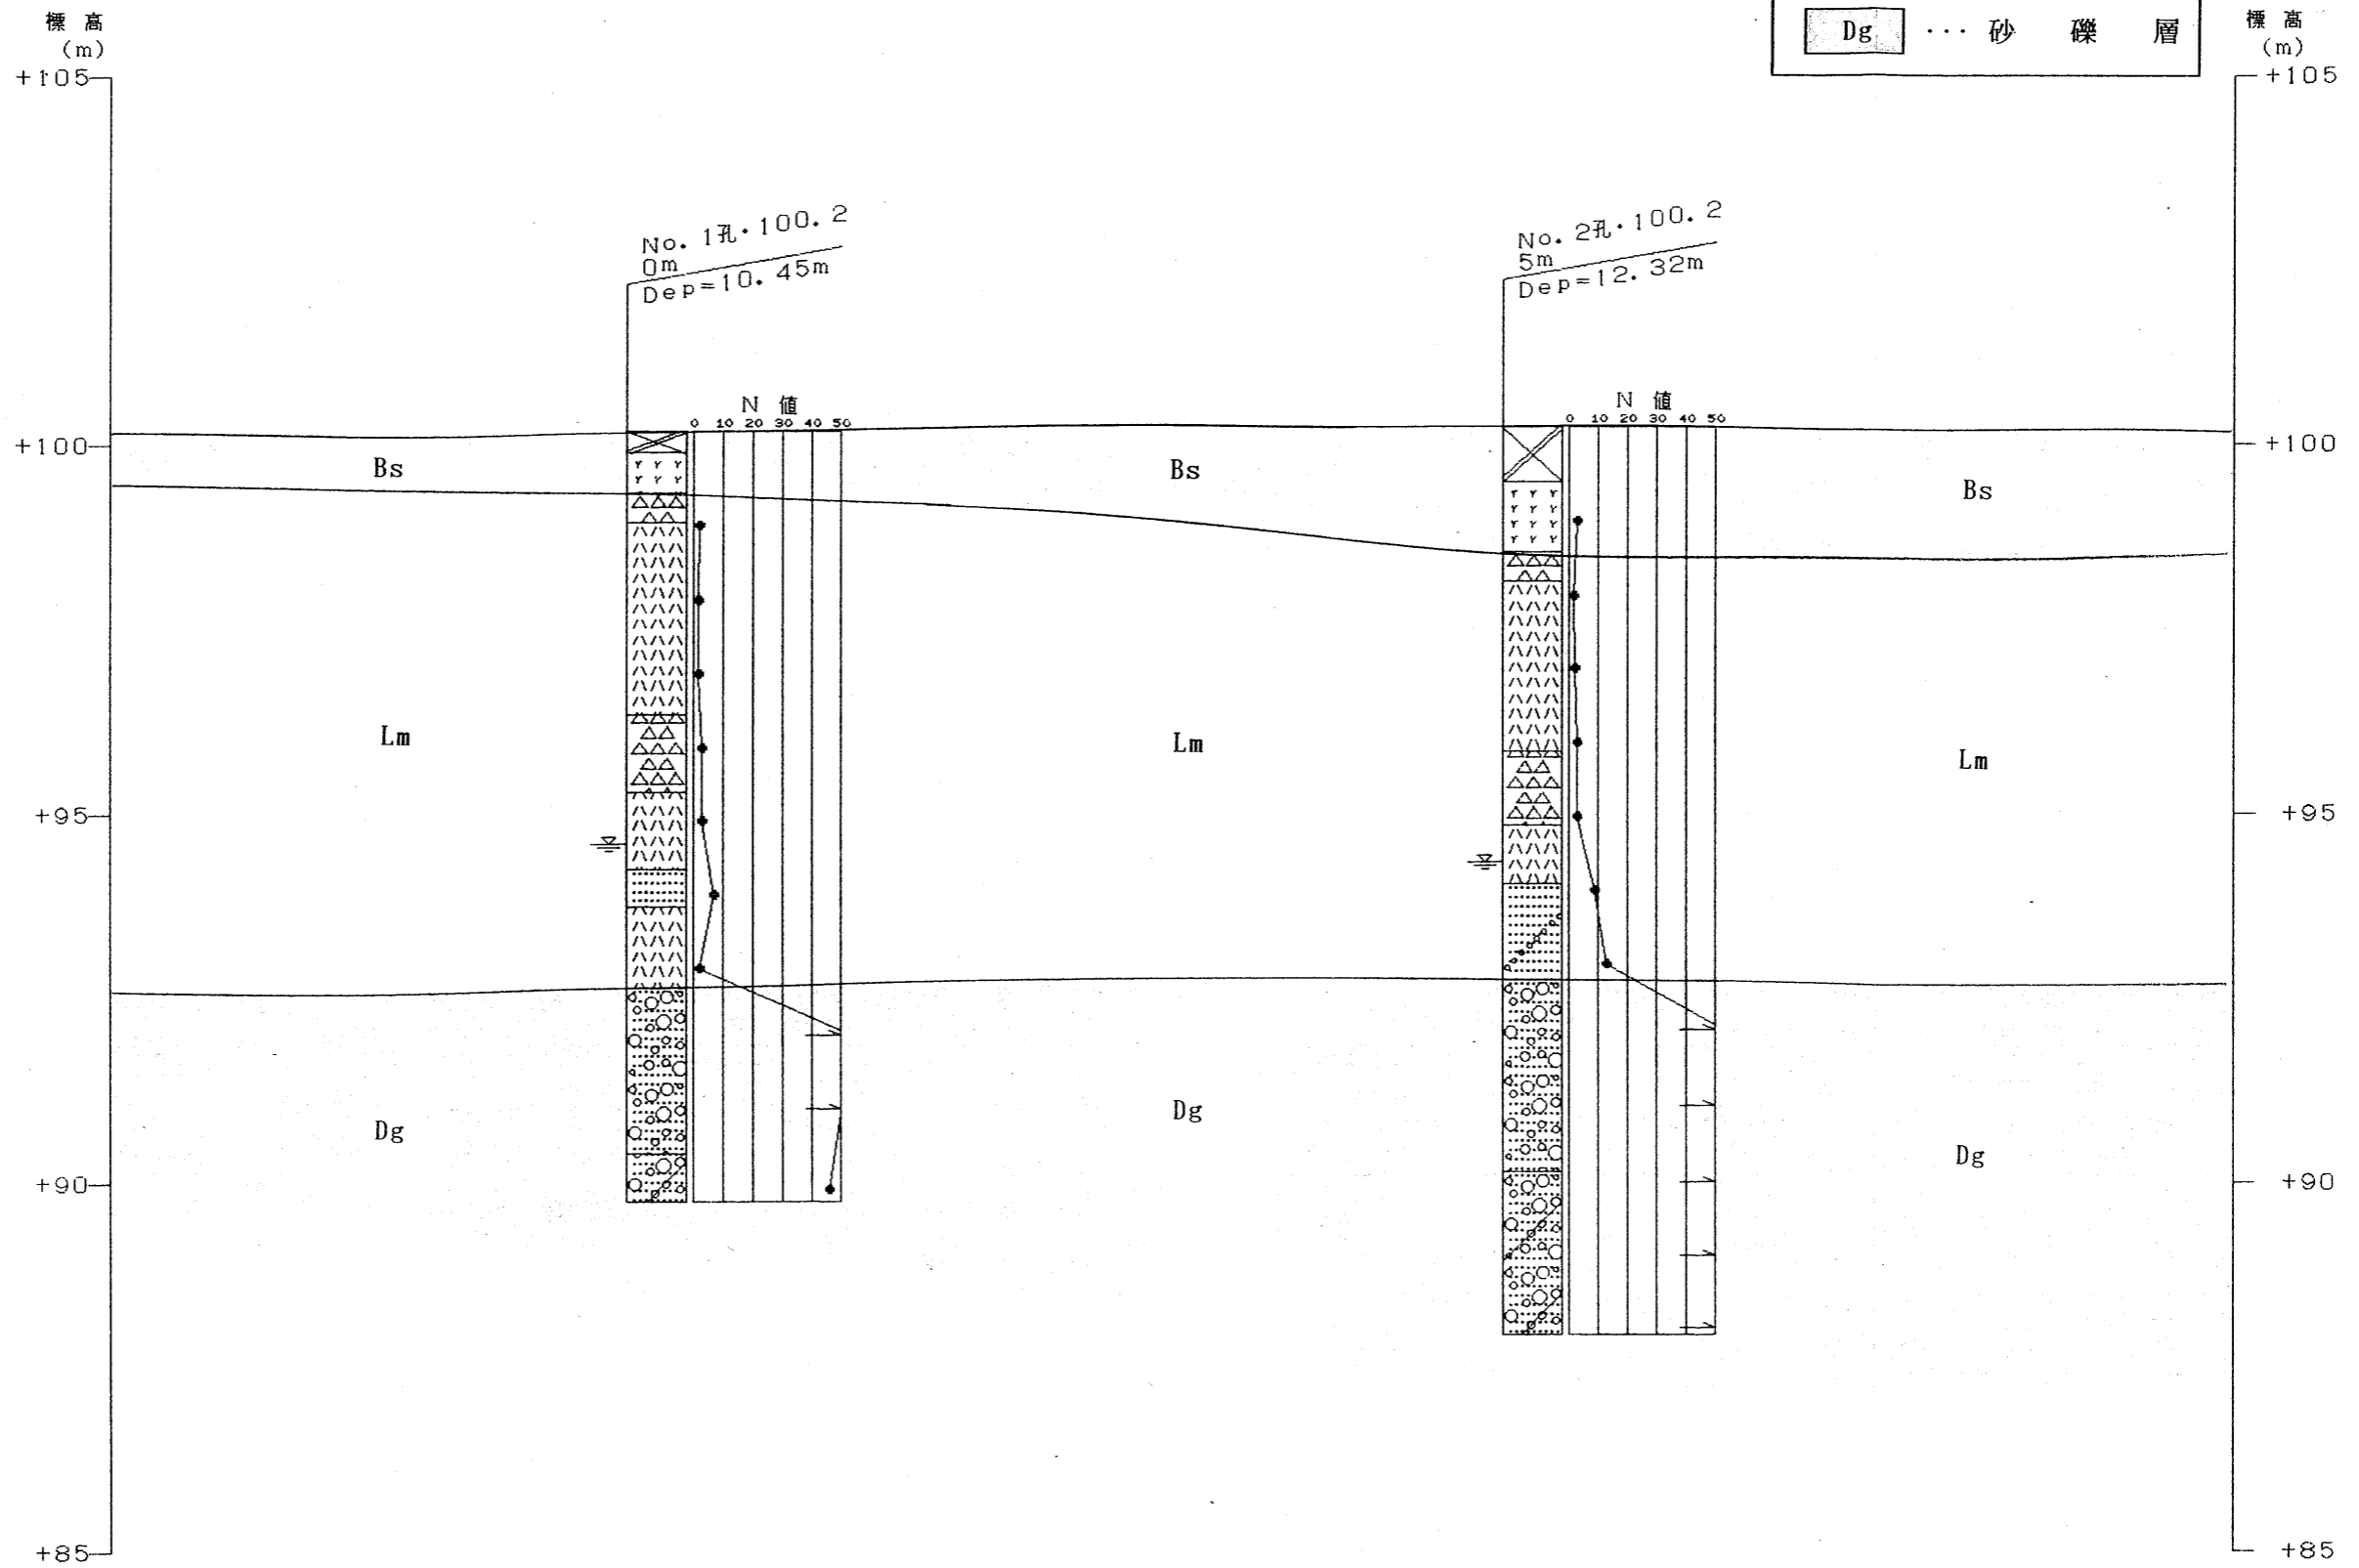 標高
(m)
Dg ・・・ 砂礫層
標高
(m)
+105
+105
No. 1孔・100.2
0m
Dep=10.45m
No. 2孔・100.2
5m
Dep=12.32m
N 値
0 10 20 30 40 50
N 値
0 10 20 30 40 50
+100
+100
Bs
Bs
Bs
Lm
Lm
Lm
+95
+95
Dg
Dg
Dg
+90
+90
+85
+85